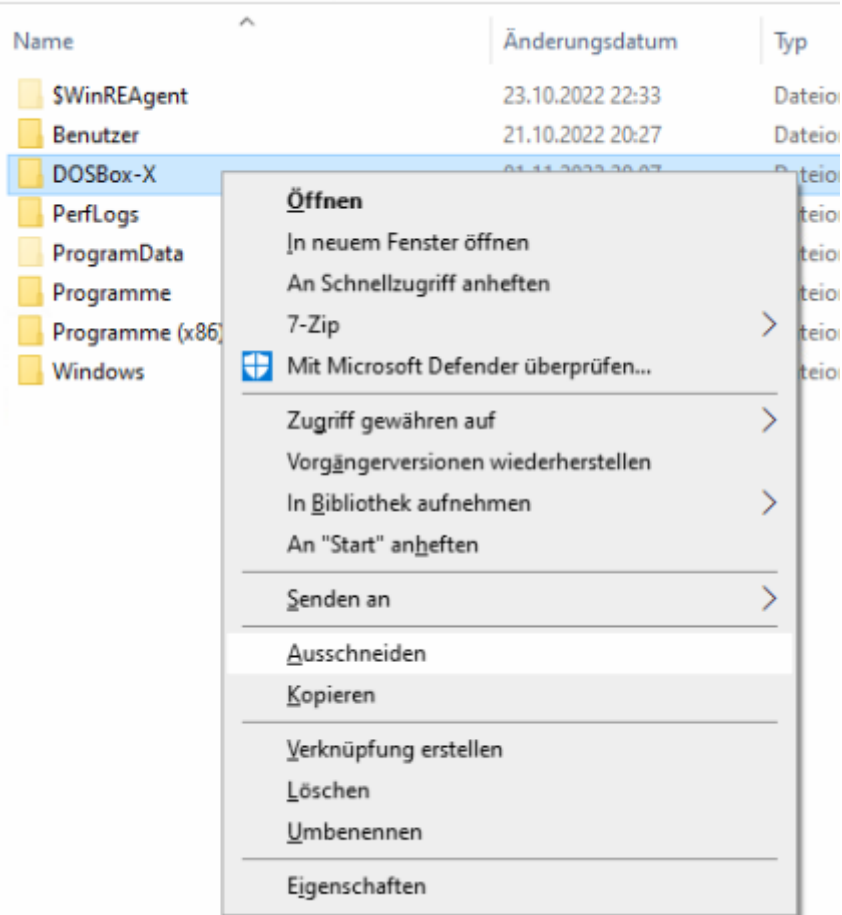 Name Änderungsdatum Typ
$WinREAgent 23.10.2022 22:33 Dateio
Benutzer 21.10.2022 20:27 Dateio
DOSBox-X
PerfLogs
ProgramData
Programme
Programme (x86)
Windows
Öffnen
In neuem Fenster öffnen
An Schnellzugriff anheften
7-Zip
Mit Microsoft Defender überprüfen...
Zugriff gewähren auf
Vorgängerversionen wiederherstellen
In Bibliothek aufnehmen
An "Start" anheften
Senden an
Ausschneiden
Kopieren
Verknüpfung erstellen
Löschen
Umbenennen
Eigenschaften